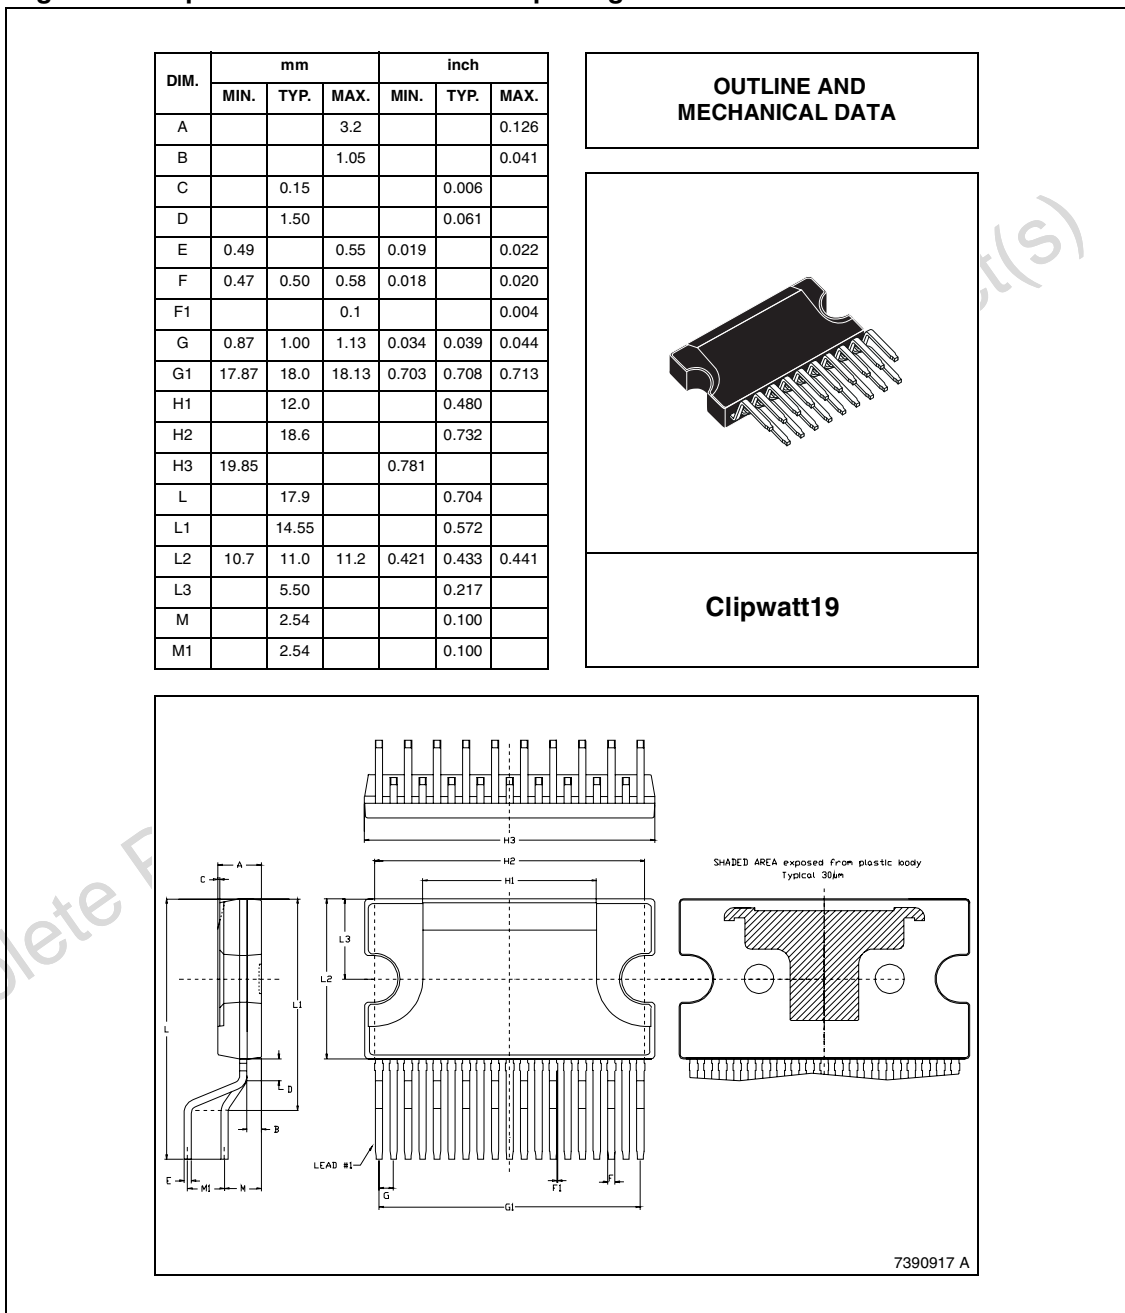 DIM. mm inch
MIN. TYP. MAX. MIN. TYP. MAX.
A 3.2 0.126
B 1.05 0.041
C 0.15 0.006
D 1.50 0.061
E 0.49 0.55 0.019 0.022
F 0.47 0.50 0.58 0.018 0.020
F1 0.1 0.004
G 0.87 1.00 1.13 0.034 0.039 0.044
G1 17.87 18.0 18.13 0.703 0.708 0.713
H1 12.0 0.480
H2 18.6 0.732
H3 19.85 0.781
L 17.9 0.704
L1 14.55 0.572
L2 10.7 11.0 11.2 0.421 0.433 0.441
L3 5.50 0.217
M 2.54 0.100
M1 2.54 0.100
OUTLINE AND
MECHANICAL DATA
Clipwatt19
H3
H2
H1
A
C
L3
L2
L1
L
D
B
E
M1
M
LEAD #1
G
F1
F
G1
SHADED AREA exposed from plastic body
Typical 30µm
7390917 A